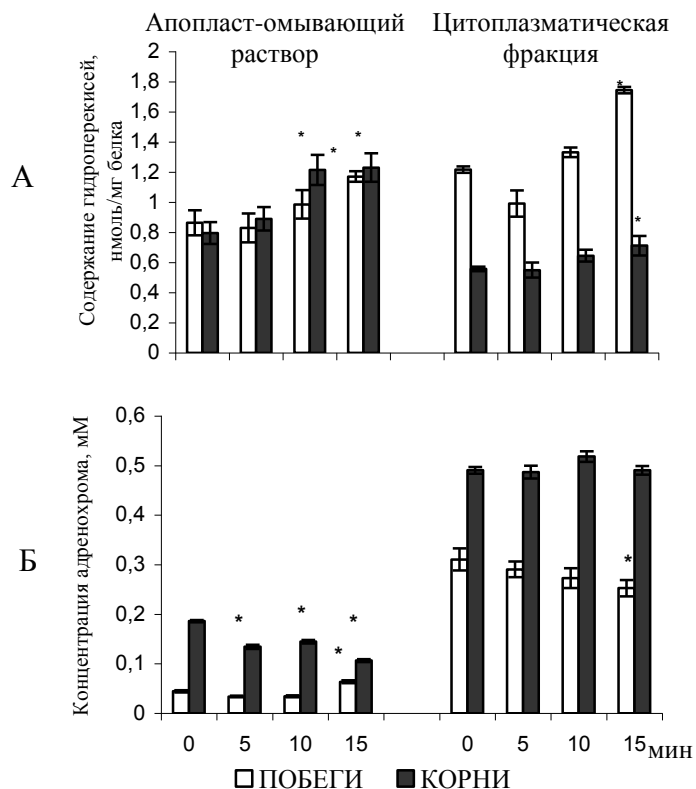 Апопласт-омывающий
раствор
Цитоплазматическая
фракция
А
Содержание гидроперекисей,
нмоль/мг белка
2
1,8
1,6
1,4
1,2
1
0,8
0,6
0,4
0,2
0
* * *
*
*
Б
Концентрация адренохрома, мМ
0,6
0,5
0,4
0,3
0,2
0,1
0
* * * *
*
0 5 10 15 0 5 10 15 мин
ПОБЕГИ КОРНИ